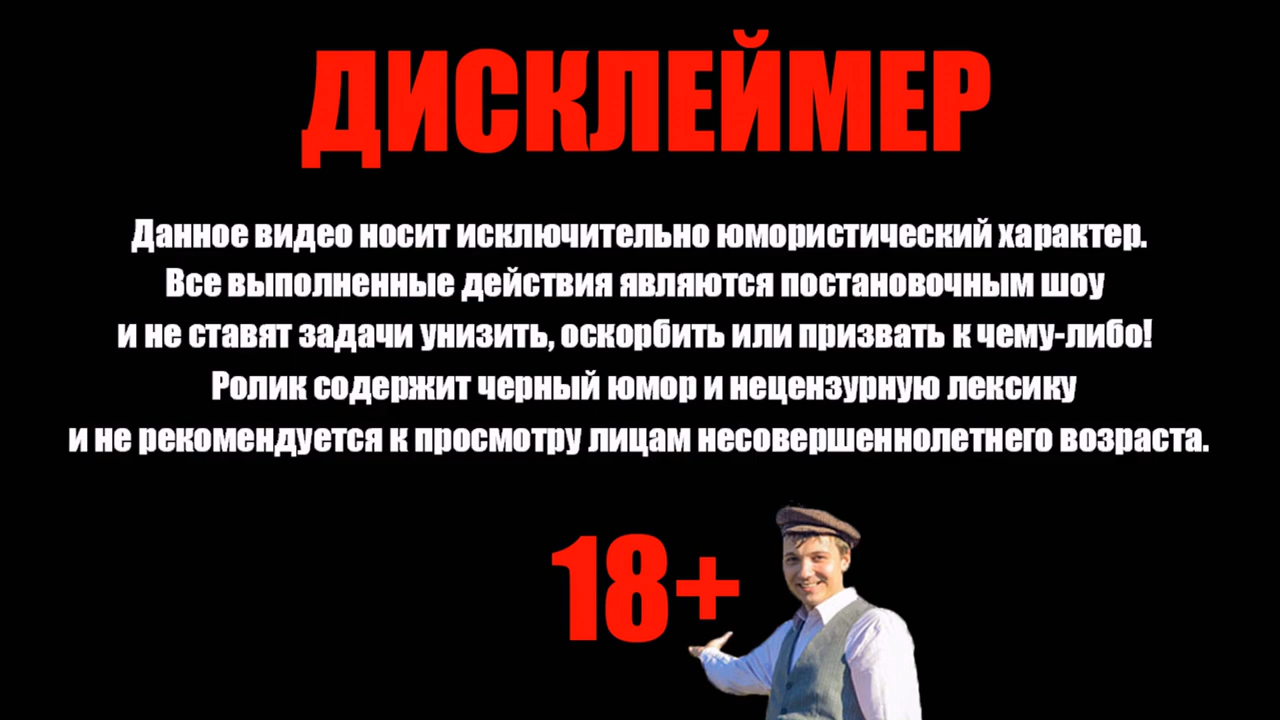 ДИСКЛЕЙМЕР
Данное видео носит исключительно юмористический характер.
Все выполненные действия являются постановочным шоу
и не ставят задачи унизить, оскорбить или призвать к чему-либо!
Ролик содержит черный юмор и нецензурную лексику
и не рекомендуется к просмотру лицам несовершеннолетнего возраста.
18+